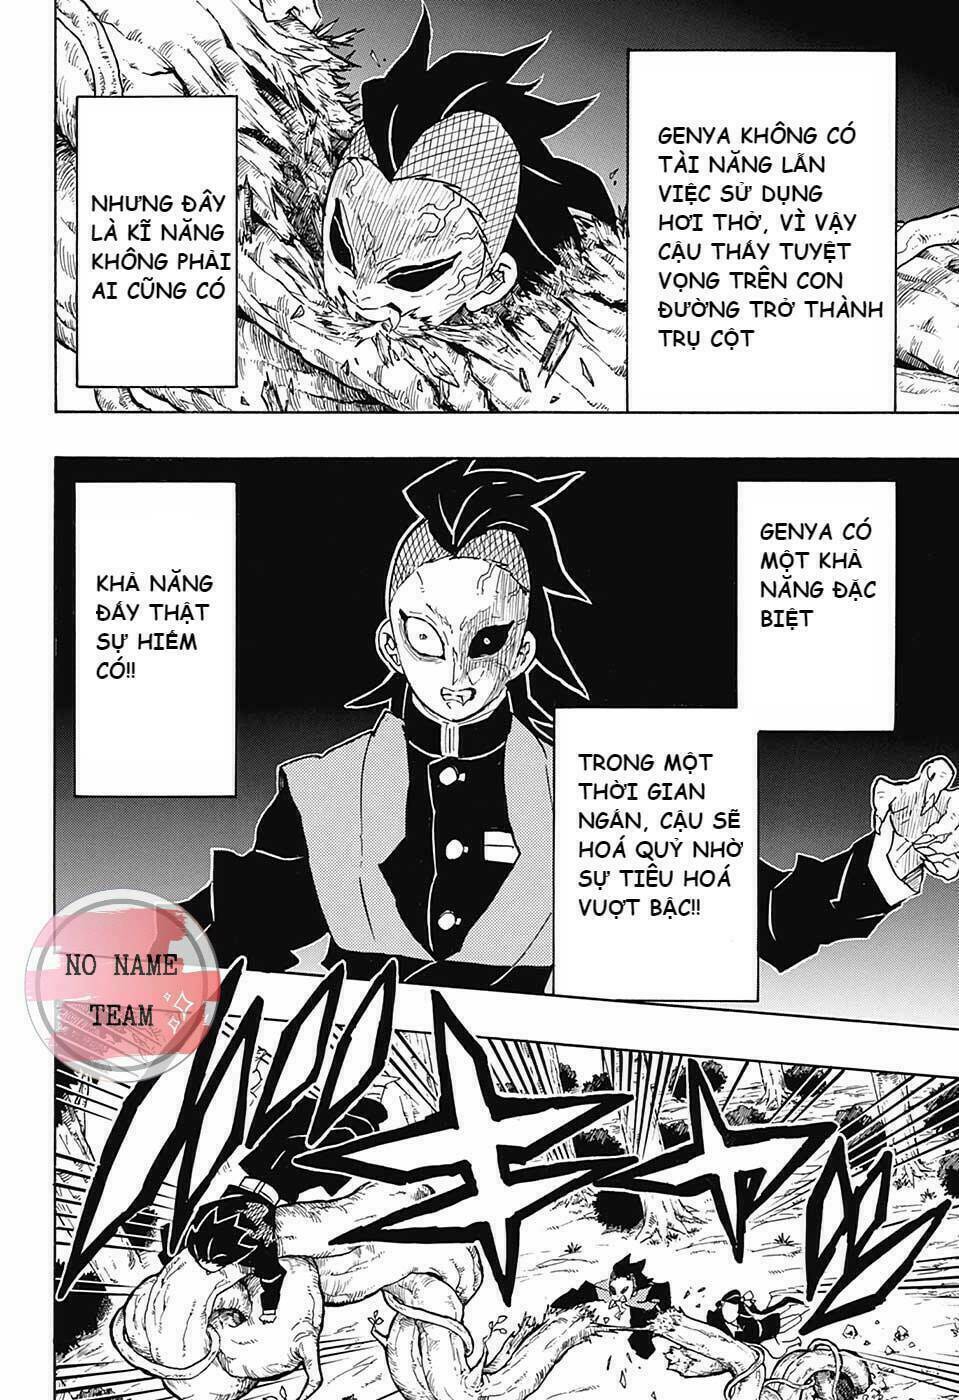 GENYA KHÔNG CÓ
TÀI NĂNG LẪN
VIỆC SỬ DỤNG
HƠI THỞ, VÌ VẬY
CẬU THẤY TUYỆT
VỌNG TRÊN CON
ĐƯỜNG TRỞ THÀNH
TRỤ CỘT
NHƯNG ĐÂY
LÀ KĨ NĂNG
KHÔNG PHẢI
AI CŨNG CÓ
GENYA CÓ
MỘT KHẢ
NĂNG ĐẶC
BIỆT
TRONG MỘT
THỜI GIAN
NGẮN, CẬU SẼ
HOÁ QUỶ NHỜ
SỰ TIÊU HOÁ
VƯỢT BẬC!!
KHẢ NĂNG
ĐẤY THẬT
SỰ HIẾM
CÓ!!
NO NAME
TEAM